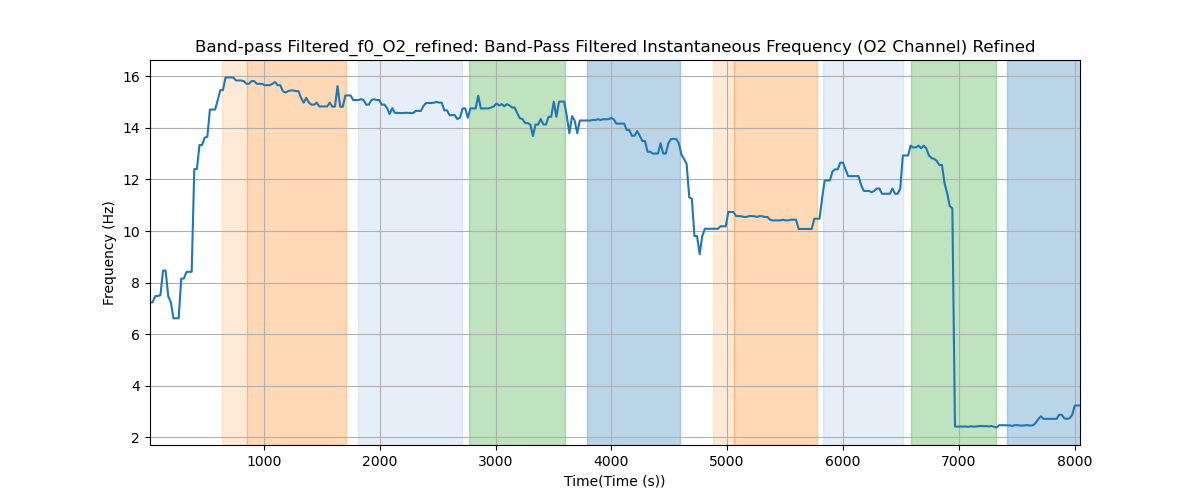 Band-pass Filtered_f0_O2_refined: Band-Pass Filtered Instantaneous Frequency (O2 Channel) Refined
16
14
12
10
8
6
4
2
Frequency (Hz)
1000 2000 3000 4000 5000 6000 7000 8000
Time(Time (s))